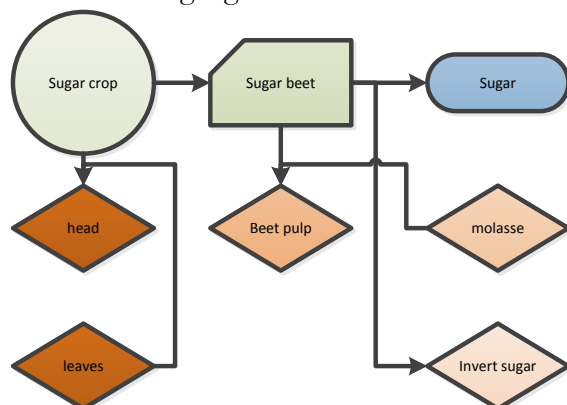 Sugar crop
Sugar beet
Sugar
head
Beet pulp
molasse
leaves
Invert sugar